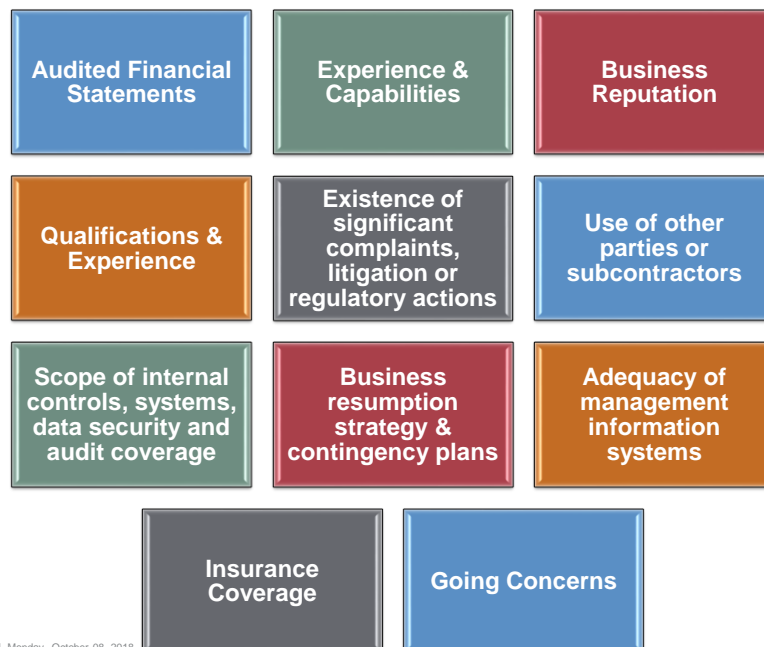 Audited Financial
Statements
Experience &
Capabilities
Business
Reputation
Qualifications &
Experience
Existence of
significant
complaints,
litigation or
regulatory actions
Use of other
parties or
subcontractors
Scope of internal
controls, systems,
data security and
audit coverage
Business
resumption
strategy &
contingency plans
Adequacy of
management
information
systems
Insurance
Coverage
Going Concerns
Monday, October 08, 2018